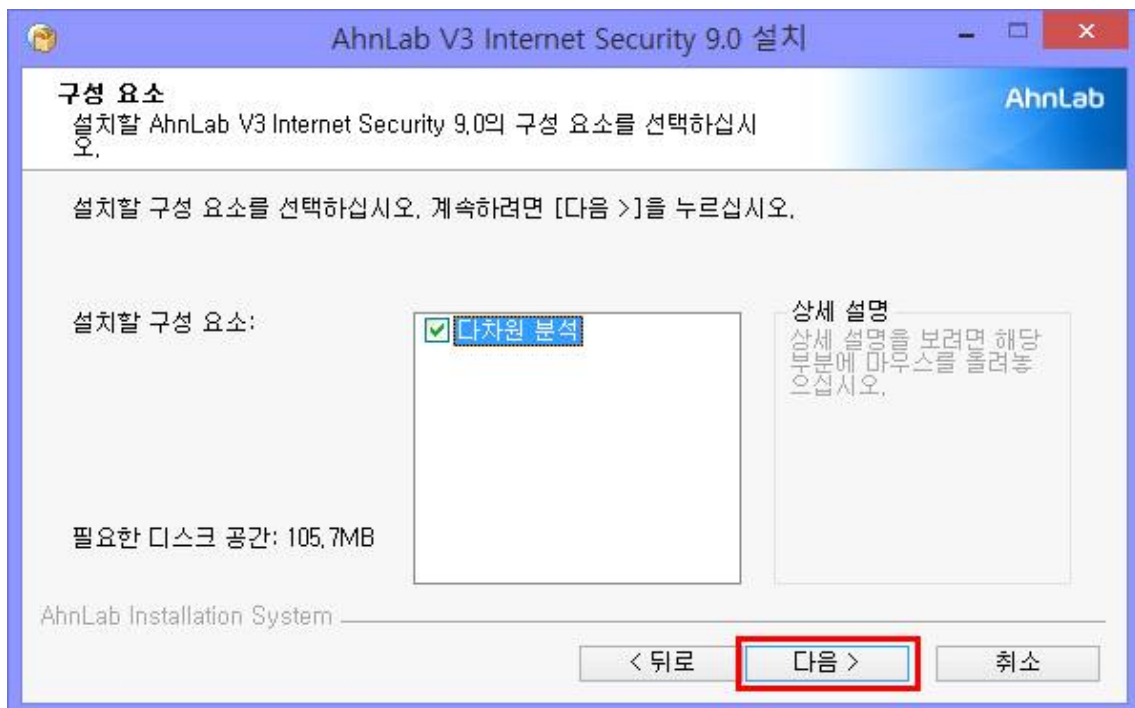 AhnLab V3 Internet Security 9.0 설치
구성 요소
AhnLab
설치할 AhnLab V3 Internet Security 9.0의 구성 요소를 선택하십시
오.
설치할 구성 요소를 선택하십시오. 계속하려면 [다음 >]을 누르십시오.
설치할 구성 요소:
다차원 분석
상세 설명
상세 설명을 보려면 해당
부분에 마우스를 올려놓
으십시오.
필요한 디스크 공간: 105.7MB
AhnLab Installation System
< 뒤로
다음 >
취소